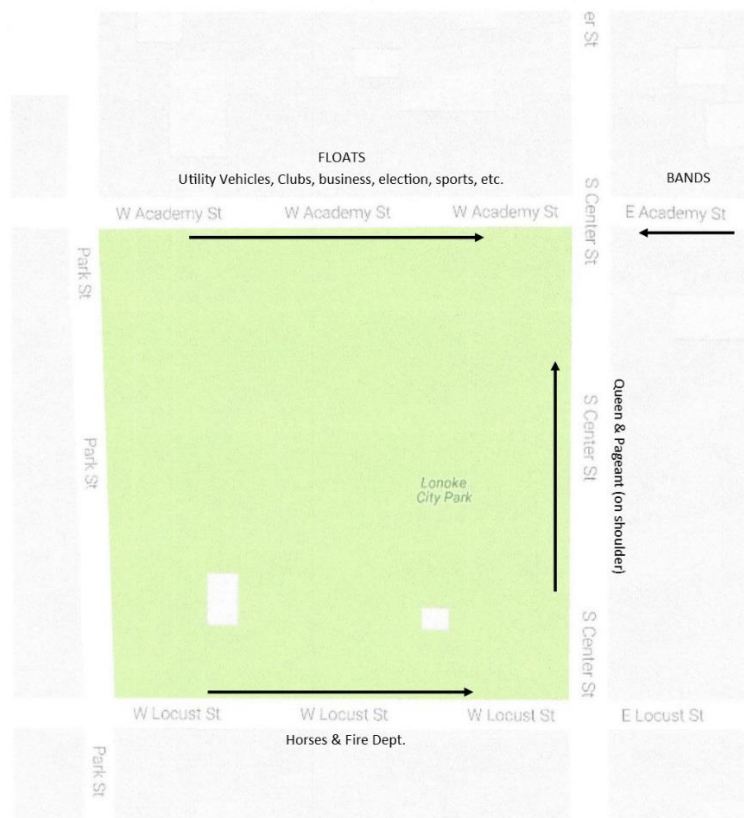 er St
FLOATS
Utility Vehicles, Clubs, business, election, sports, etc.
BANDS
W Academy St
W Academy St
W Academy St
S Center St
E Academy St
Park St
S Center St
Queen & Pageant (on shoulder)
Park St
Lonoke
City Park
S Center St
W Locust St
W Locust St
W Locust St
E Locust St
Horses & Fire Dept.
Park St